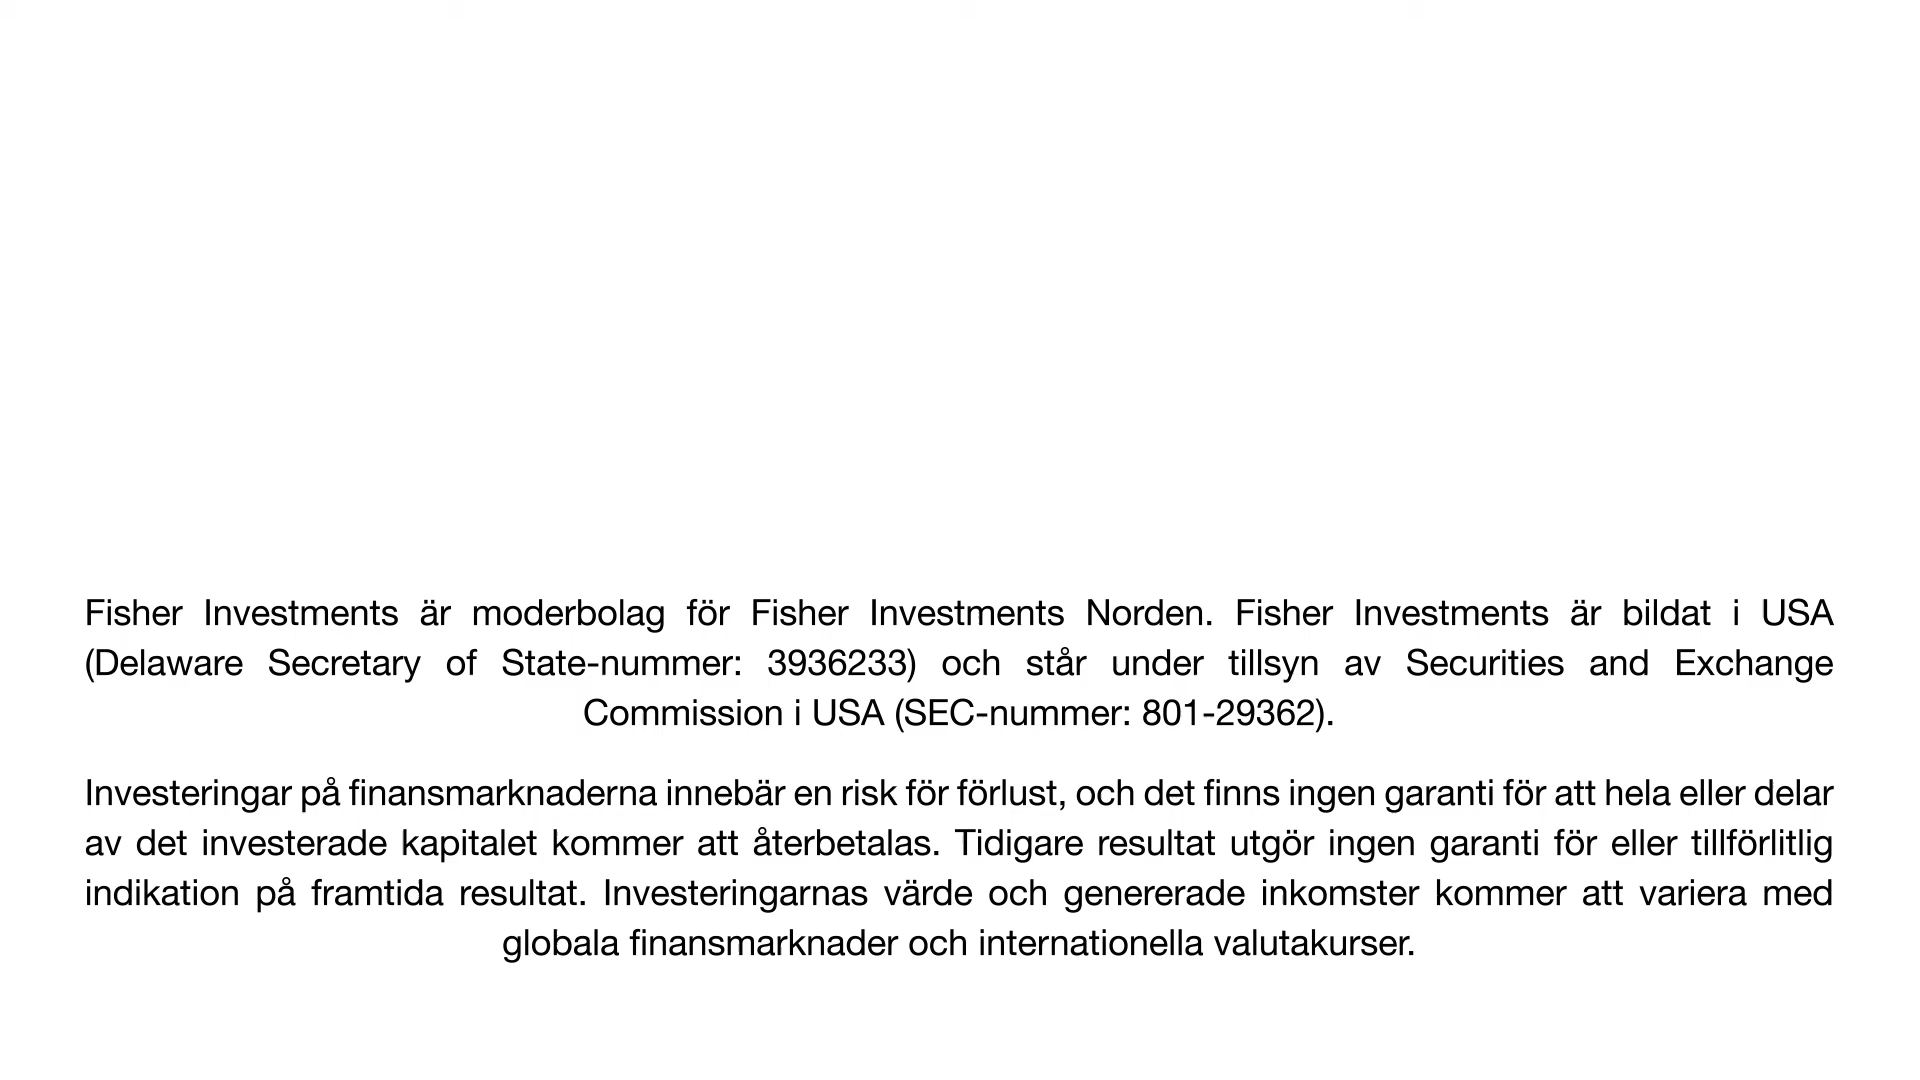 Fisher Investments är moderbolag för Fisher Investments Norden. Fisher Investments är bildat i USA
(Delaware Secretary of State-nummer: 3936233) och står under tillsyn av Securities and Exchange
Commission i USA (SEC-nummer: 801-29362).
Investeringar på finansmarknaderna innebär en risk för förlust, och det finns ingen garanti för att hela eller delar
av det investerade kapitalet kommer att återbetalas. Tidigare resultat utgör ingen garanti för eller tillförlitlig
indikation på framtida resultat. Investeringarnas värde och genererade inkomster kommer att variera med
globala finansmarknader och internationella valutakurser.